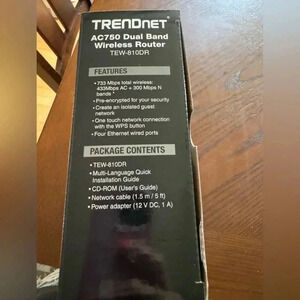 TRENDNET
AC750 Dual Band
Wireless Router
TEW-810DR
FEATURES
• 733 Mbps total wireless:
433Mbps AC + 300 Mbps N
bands
• Pre-encrypted for your security
• Create an isolated guest
network
• One touch network connection
with the WPS button
• Four Ethernet wired ports
PACKAGE CONTENTS
• TEW-810DR
• Multi-Language Quick
Installation Guide
• CD-ROM (User's Guide)
• Network cable (1.5 m / 5 ft)
• Power adapter (12 V DC, 1 A)